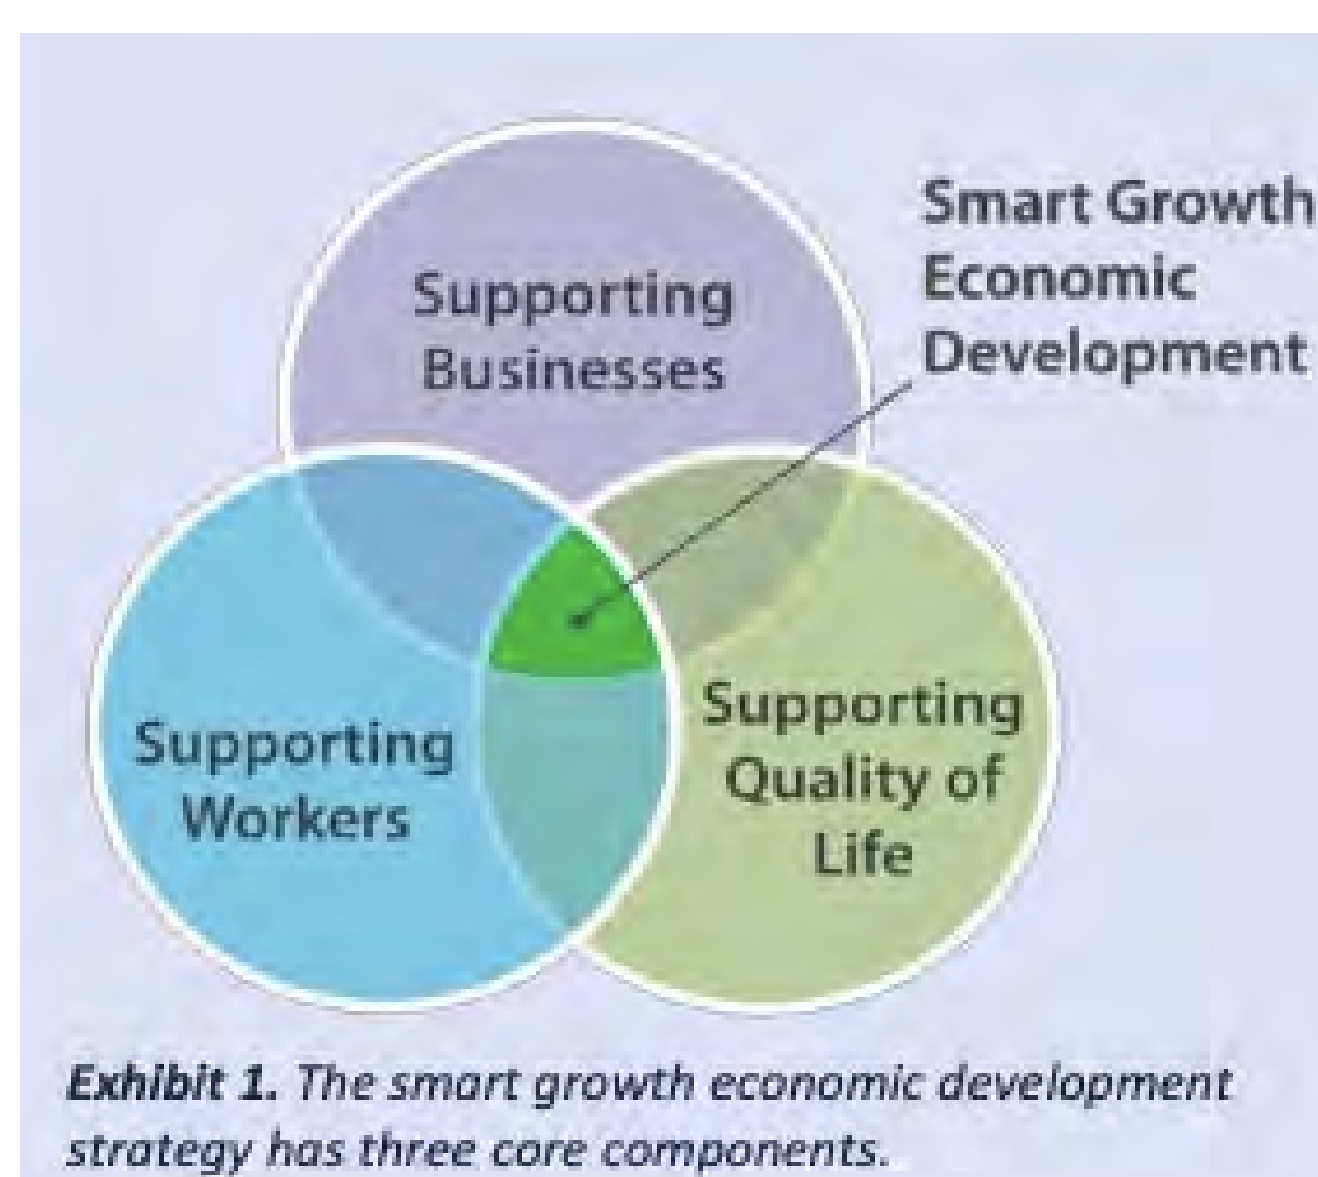 Smart Growth
Economic
Development
Supporting
Businesses
Supporting
Workers
Supporting
Quality of
Life
Exhibit 1. The smart growth economic development
strategy has three core components.